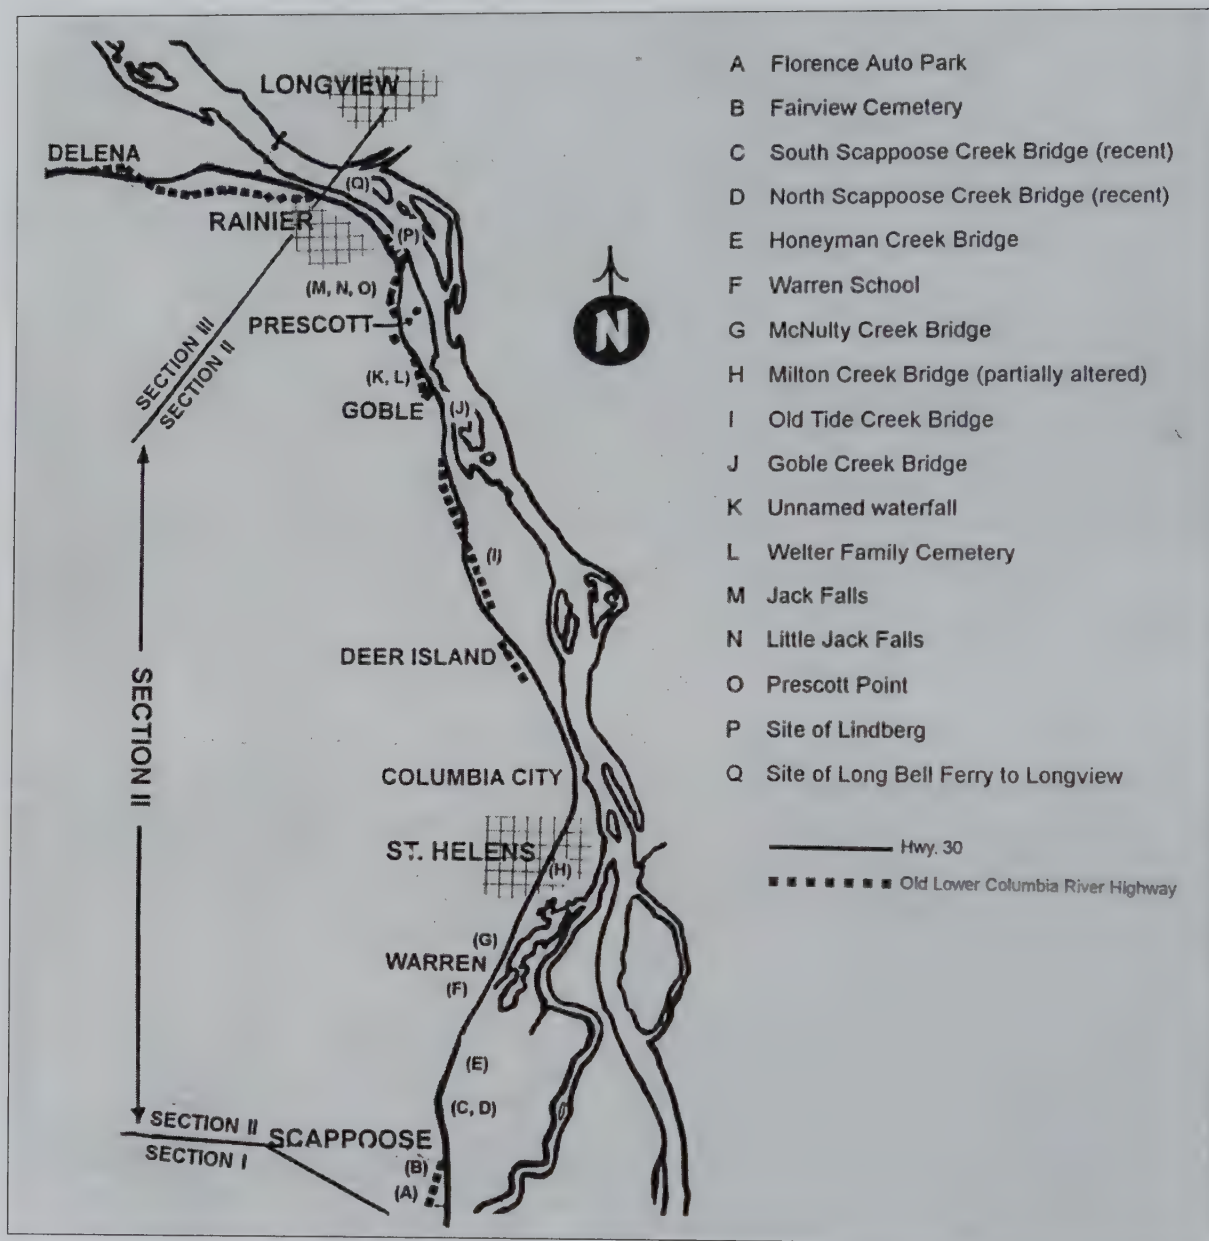 LONGVIEW
DELENA
(Q)
RAINIER
(P)
(M, N, O)
PRESCOTT
SECTION III
SECTION II
(K, L)
GOBLE
(J)
(I)
DEER ISLAND
SECTION II
COLUMBIA CITY
ST. HELENS
(H)
(G)
WARREN
(F)
(E)
(C, D)
SECTION II
SCAPPOOSE
SECTION I
(B)
(A)
N
A Florence Auto Park
B Fairview Cemetery
C South Scappoose Creek Bridge (recent)
D North Scappoose Creek Bridge (recent)
E Honeyman Creek Bridge
F Warren School
G McNulty Creek Bridge
H Milton Creek Bridge (partially altered)
I Old Tide Creek Bridge
J Goble Creek Bridge
K Unnamed waterfall
L Welter Family Cemetery
M Jack Falls
N Little Jack Falls
O Prescott Point
P Site of Lindberg
Q Site of Long Bell Ferry to Longview
Hwy. 30
Old Lower Columbia River Highway